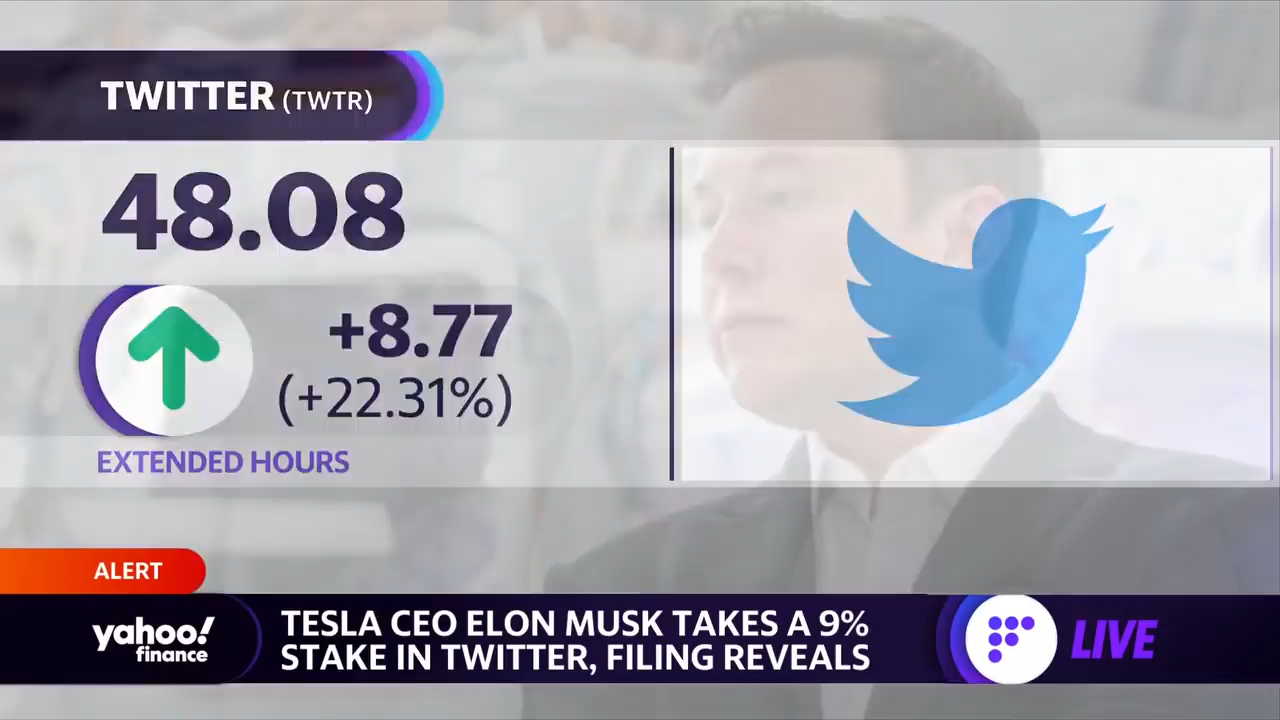 TWITTER (TWTR)
48.08
+8.77
(+22.31%)
EXTENDED HOURS
ALERT
yahoo!
finance
TESLA CEO ELON MUSK TAKES A 9%
STAKE IN TWITTER, FILING REVEALS
LIVE